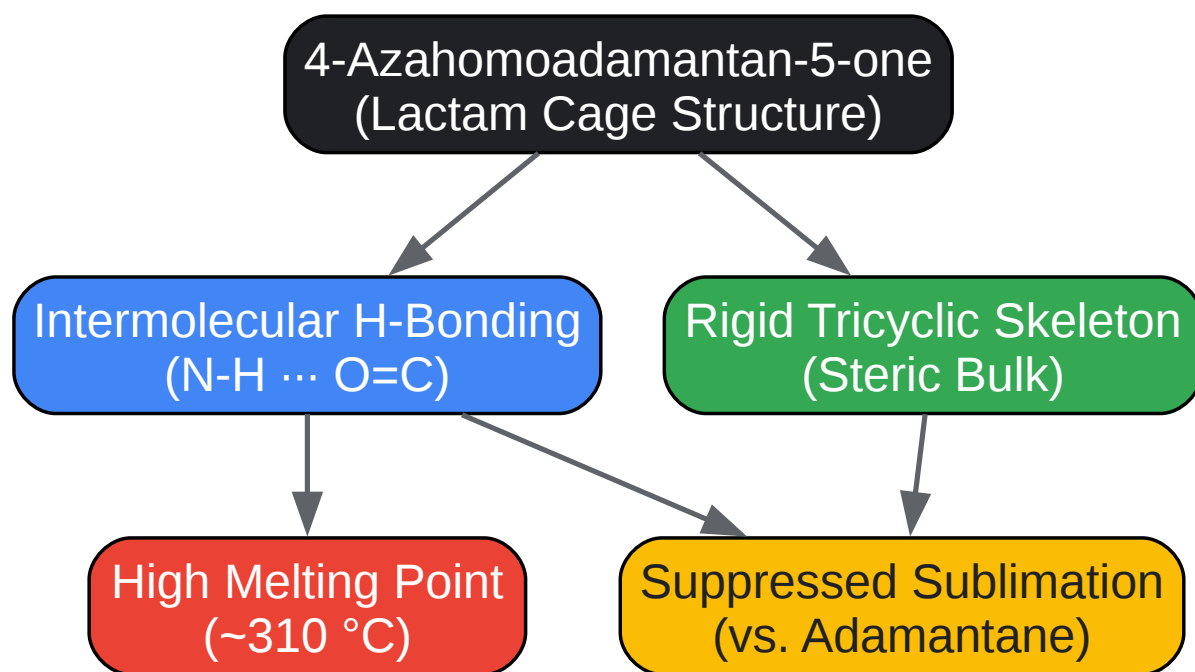 4-Azahomoadamantan-5-one
(Lactam Cage Structure)
Intermolecular H-Bonding
(N-H ··· O=C)
Rigid Tricyclic Skeleton
(Steric Bulk)
High Melting Point
(~310 °C)
Suppressed Sublimation
(vs. Adamantane)